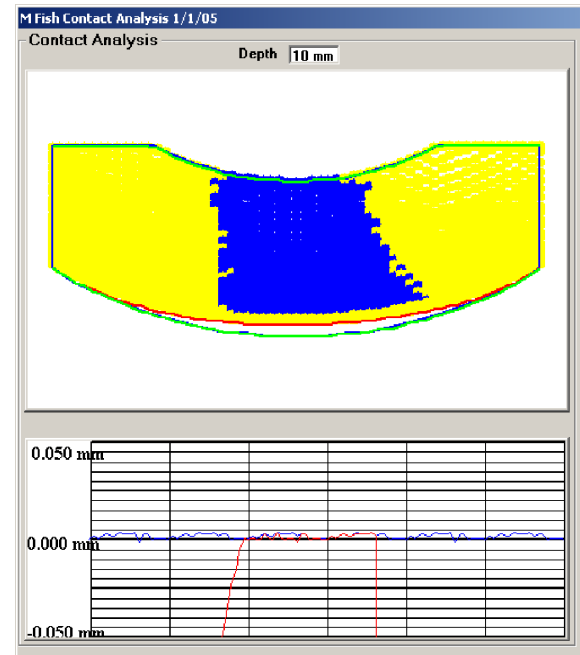 M Fish Contact Analysis 1/1/05
Contact Analysis
Depth 10 mm
0.050 mm
0.000 mm
-0.050 mm